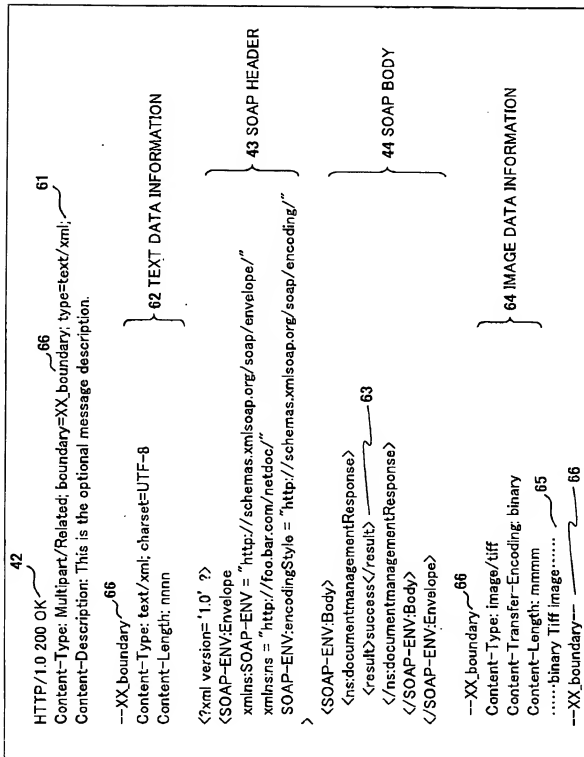 42
HTTP/1.0 200 OK
66
61
Content-Type: Multipart/Related; boundary=XX_boundary; type=text/xml;
Content-Description: This is the optional message description.
--XX_boundary 66
Content-Type: text/xml; charset=UTF-8
Content-Length: nnnn
62 TEXT DATA INFORMATION
<?xml version='1.0' ?>
<SOAP-ENV:Envelope
xmlns:SOAP-ENV = "http://schemas.xmlsoap.org/soap/envelope/"
xmlns:ns = "http://foo.bar.com/netdoc/"
SOAP-ENV:encodingStyle = "http://schemas.xmlsoap.org/soap/encoding/"
>
43 SOAP HEADER
<SOAP-ENV:Body>
<ns:documentmanagementResponse>
<result>success</result> 63
</ns:documentmanagementResponse>
</SOAP-ENV:Body>
</SOAP-ENV:Envelope>
44 SOAP BODY
--XX_boundary 66
Content-Type: image/tiff
Content-Transfer-Encoding: binary
Content-Length: mmmm
64 IMAGE DATA INFORMATION
......binary Tiff image....... 65
--XX_boundary-- 66